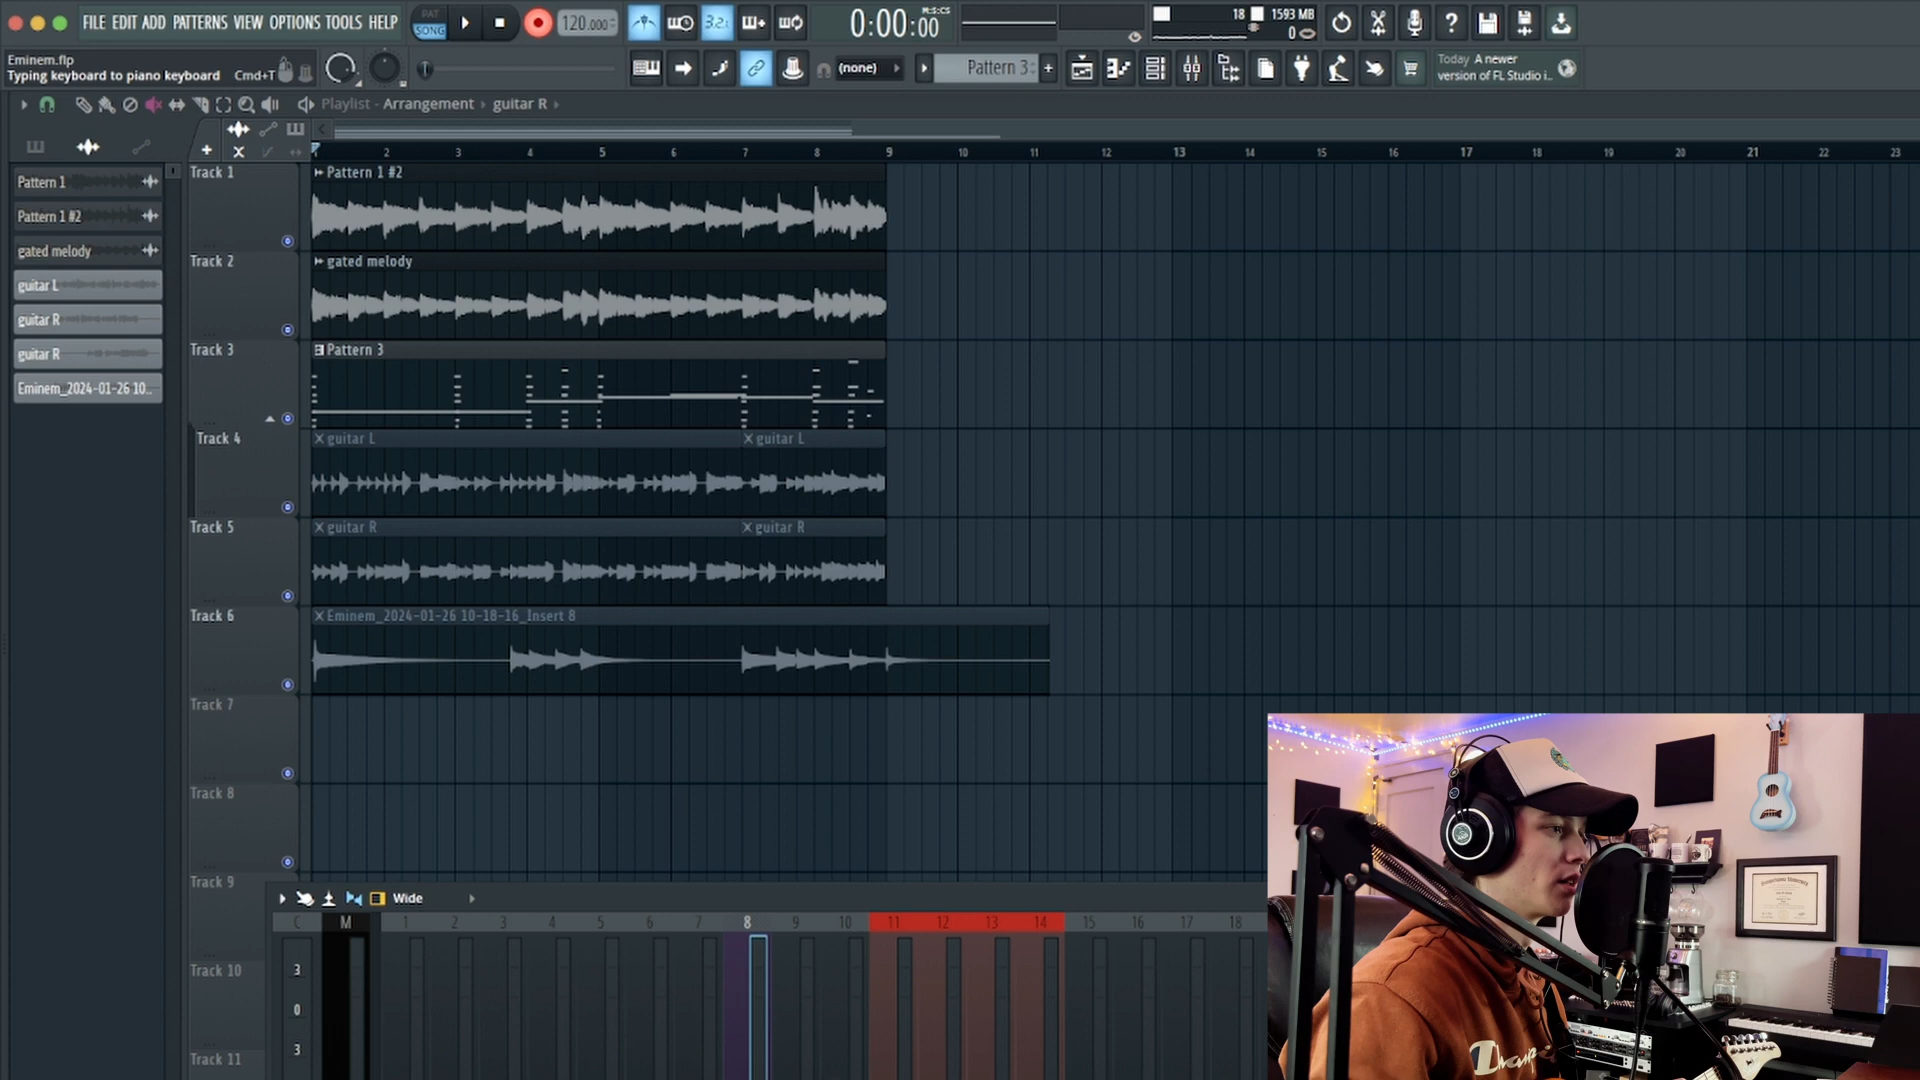 FILE EDIT ADD PATTERNS VIEW OPTIONS TOOLS HELP
PAT
SONG
120.000
3.2.
0:00:00
M:S:CS
18
1593 MB
0
Eminem.flp
Typing keyboard to piano keyboard Cmd+T
(none)
Pattern 3
Today A newer
version of FL Studio i..
Playlist - Arrangement guitar R
2 3 4 5 6 7 8 9 10 11 12 13 14 15 16 17 18 19 20 21 22 23
Pattern 1
Pattern 1 #2
gated melody
guitar L
guitar R
guitar R
Eminem_2024-01-26 10..
Track 1
Pattern 1 #2
Track 2
gated melody
Track 3
Pattern 3
Track 4
guitar L
guitar L
Track 5
guitar R
guitar R
Track 6
Eminem_2024-01-26 10-18-16_Insert 8
Track 7
Track 8
Track 9
Track 10
Track 11
Wide
C M 1 2 3 4 5 6 7 8 9 10 11 12 13 14 15 16 17 18
3
0
3